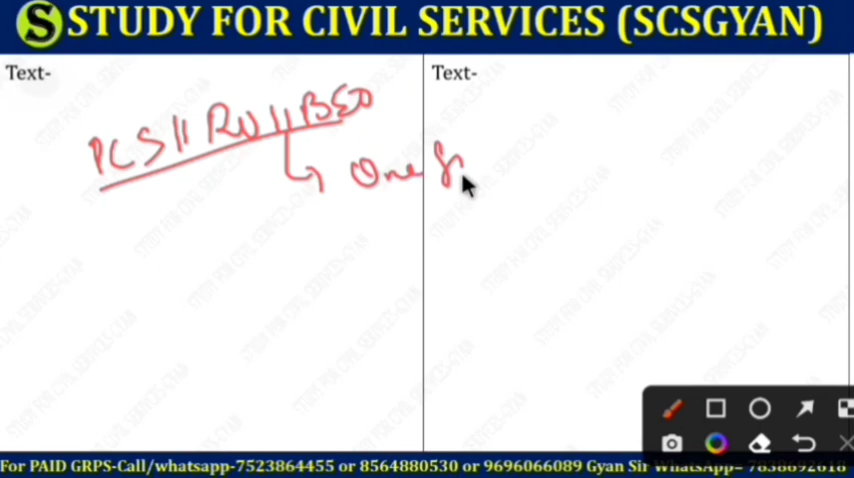 STUDY FOR CIVIL SERVICES (SCSGYAN)
Text-
Text-
PCS || RO || BEO
One
For PAID GRPS-Call/whatsapp-7523864455 or 8564880530 or 9696066089 Gyan Sir WhatsApp= 7838692618